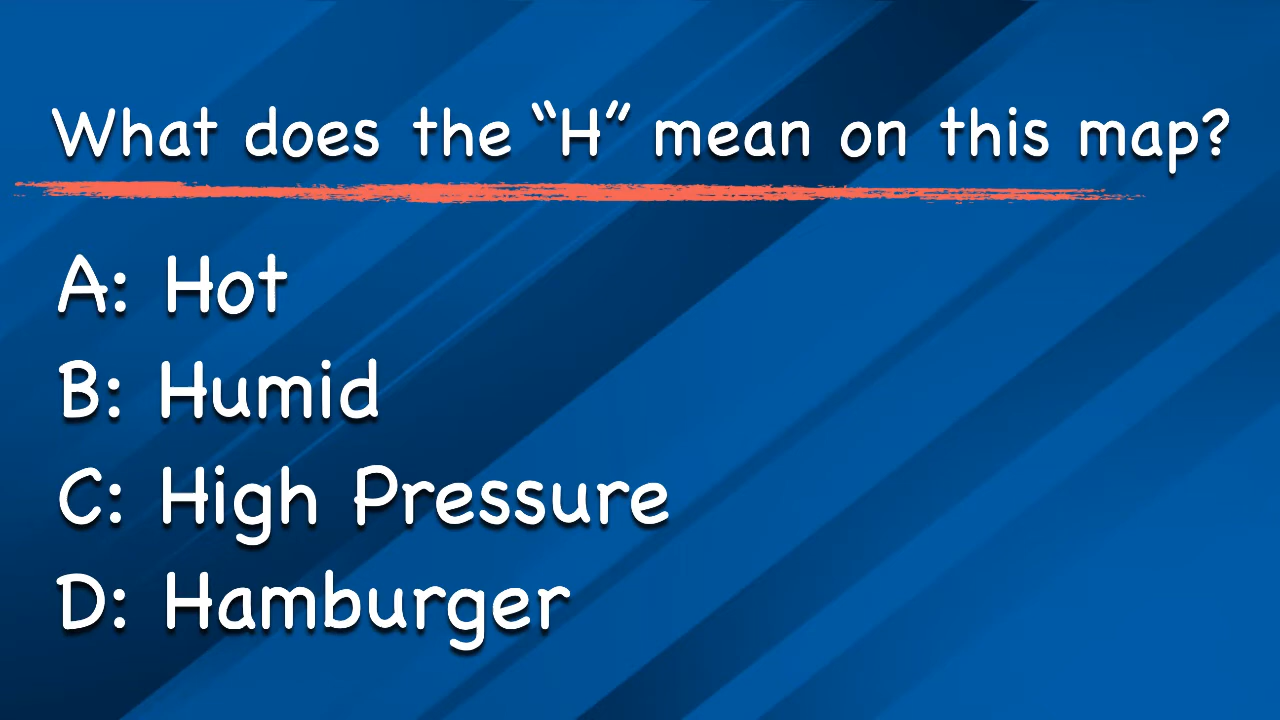 What does the “H” mean on this map?
A: Hot
B: Humid
C: High Pressure
D: Hamburger